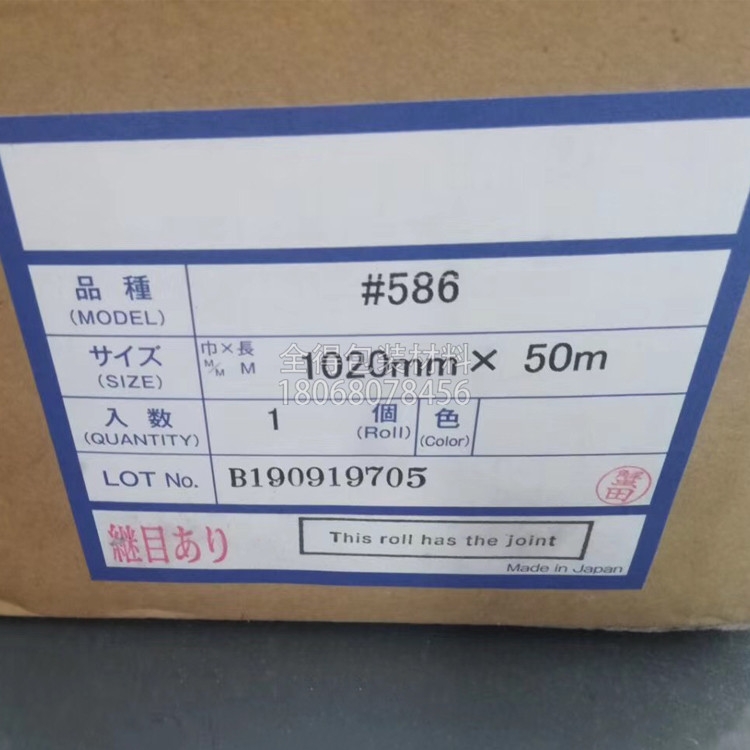 品種
(MODEL)
#586
サイズ
(SIZE)
巾×長
M/M M
1020mm × 50m
全得包装材料
18068078456
入数
(QUANTITY)
1
個
(Roll)
色
(Color)
LOT No.
B190919705
蟹田
継目あり
This roll has the joint
Made in Japan